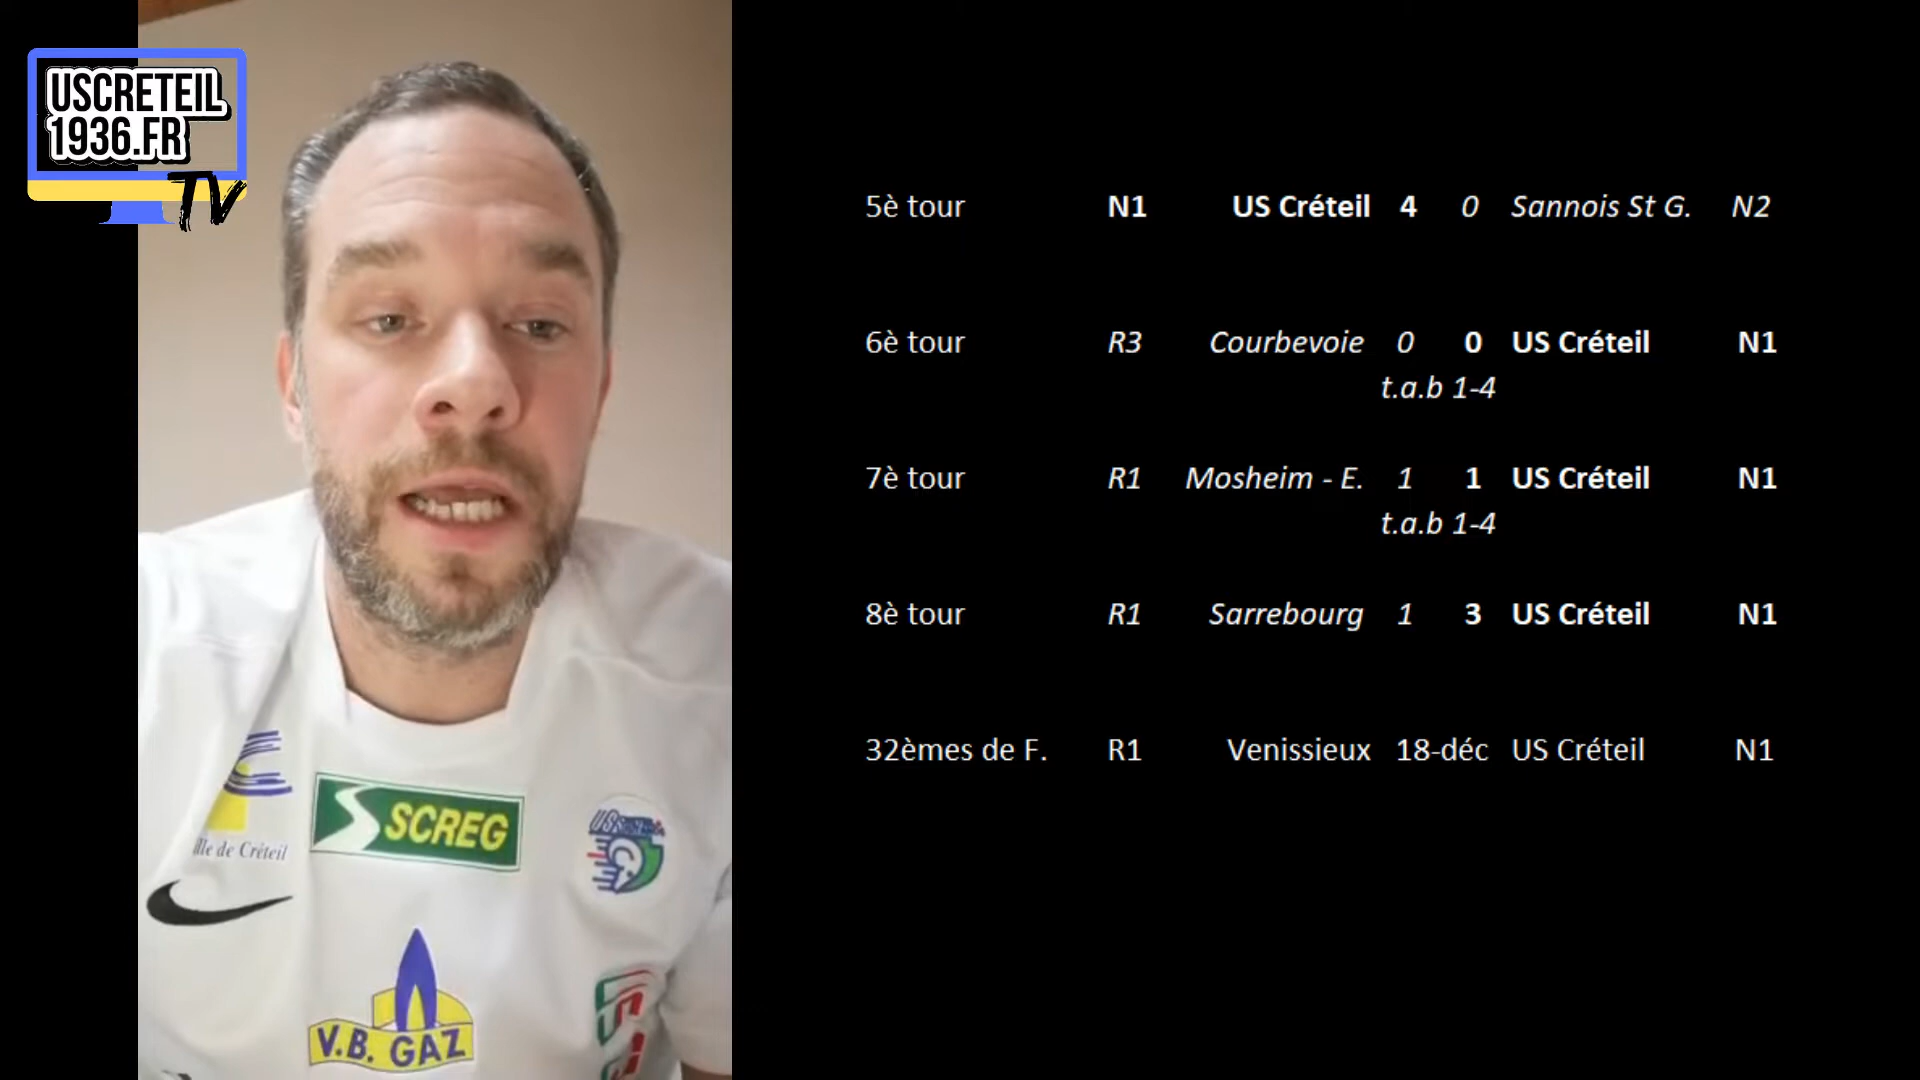 USCRETEIL
1936.FR
TV
5è tour N1 US Créteil 4 0 Sannois St G. N2
6è tour R3 Courbevoie 0 0 US Créteil N1
t.a.b 1-4
7è tour R1 Mosheim - E. 1 1 US Créteil N1
t.a.b 1-4
8è tour R1 Sarrebourg 1 3 US Créteil N1
32èmes de F. R1 Venissieux 18-déc US Créteil N1
de Créteil
SCREG
US
V.B. GAZ